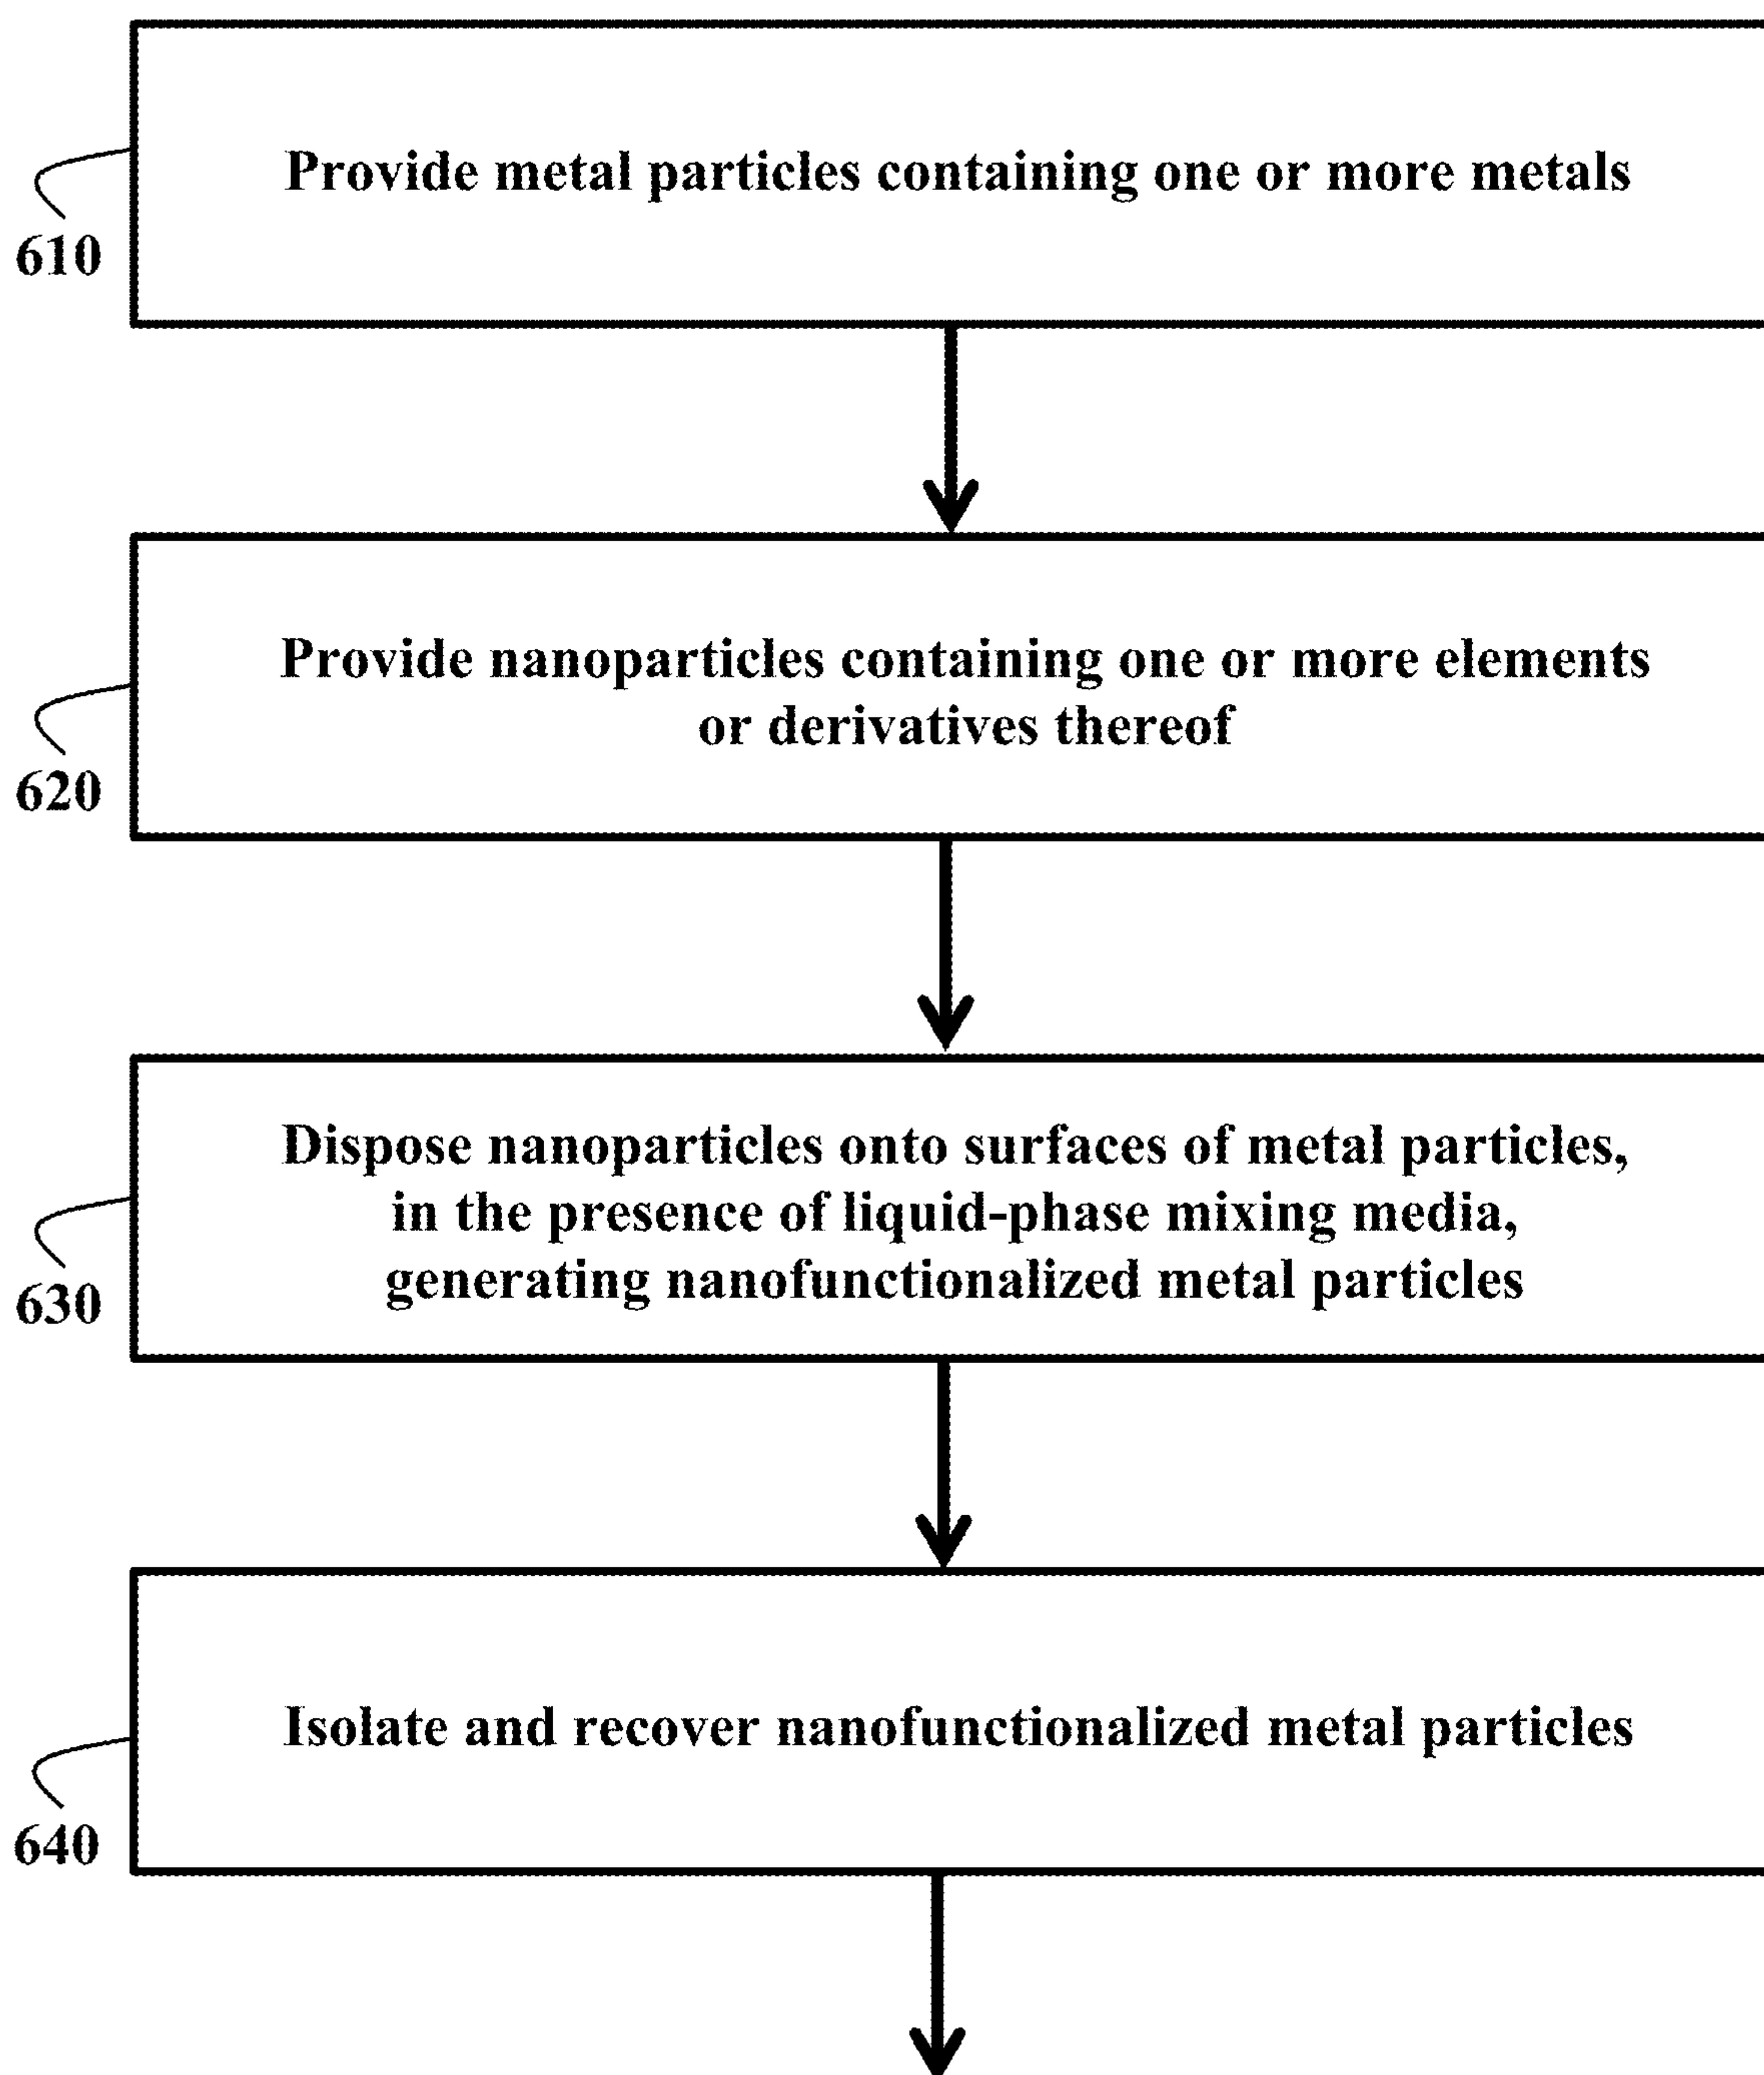 Provide metal particles containing one or more metals
610
Provide nanoparticles containing one or more elements
or derivatives thereof
620
Dispose nanoparticles onto surfaces of metal particles,
in the presence of liquid-phase mixing media,
generating nanofunctionalized metal particles
630
Isolate and recover nanofunctionalized metal particles
640